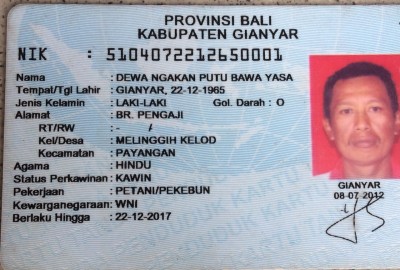 PROVINSI BALI
KABUPATEN GIANYAR
NIK : 5104072212650001
Nama : DEWA NGAKAN PUTU BAWA YASA
Tempat/Tgl Lahir : GIANYAR, 22-12-1965
Jenis Kelamin : LAKI-LAKI Gol. Darah : O
Alamat : BR. PENGAJI
RT/RW : - /
Kel/Desa : MELINGGIH KELOD
Kecamatan : PAYANGAN
Agama : HINDU
Status Perkawinan : KAWIN
Pekerjaan : PETANI/PEKEBUN
Kewarganegaraan : WNI
Berlaku Hingga : 22-12-2017
GIANYAR
08-07-2012